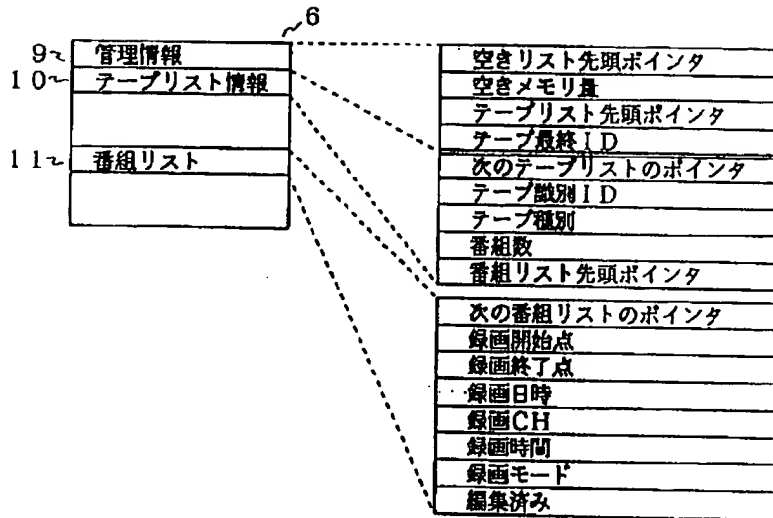 6
9 管理情報
10 テープリスト情報
11 番組リスト
空きリスト先頭ポインタ
空きメモリ量
テープリスト先頭ポインタ
テープ最終ID
次のテープリストのポインタ
テープ識別ID
テープ種別
番組数
番組リスト先頭ポインタ
次の番組リストのポインタ
録画開始点
録画終了点
録画日時
録画CH
録画時間
録画モード
編集済み